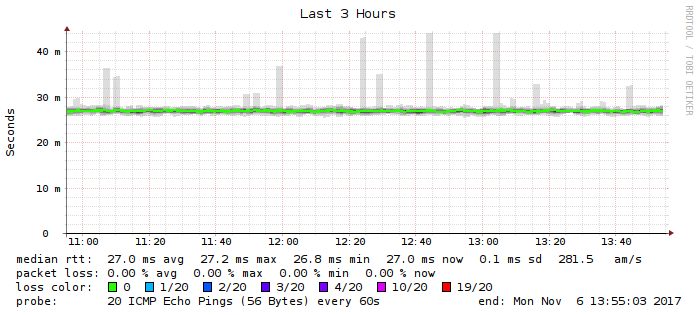 Last 3 Hours
RRDTOOL / TOBI OETIKER
Seconds
40 m
30 m
20 m
10 m
0
11:00 11:20 11:40 12:00 12:20 12:40 13:00 13:20 13:40
median rtt: 27.0 ms avg 27.2 ms max 26.8 ms min 27.0 ms now 0.1 ms sd 281.5 am/s
packet loss: 0.00 % avg 0.00 % max 0.00 % min 0.00 % now
loss color: 0 1/20 2/20 3/20 4/20 10/20 19/20
probe: 20 ICMP Echo Pings (56 Bytes) every 60s end: Mon Nov 6 13:55:03 2017